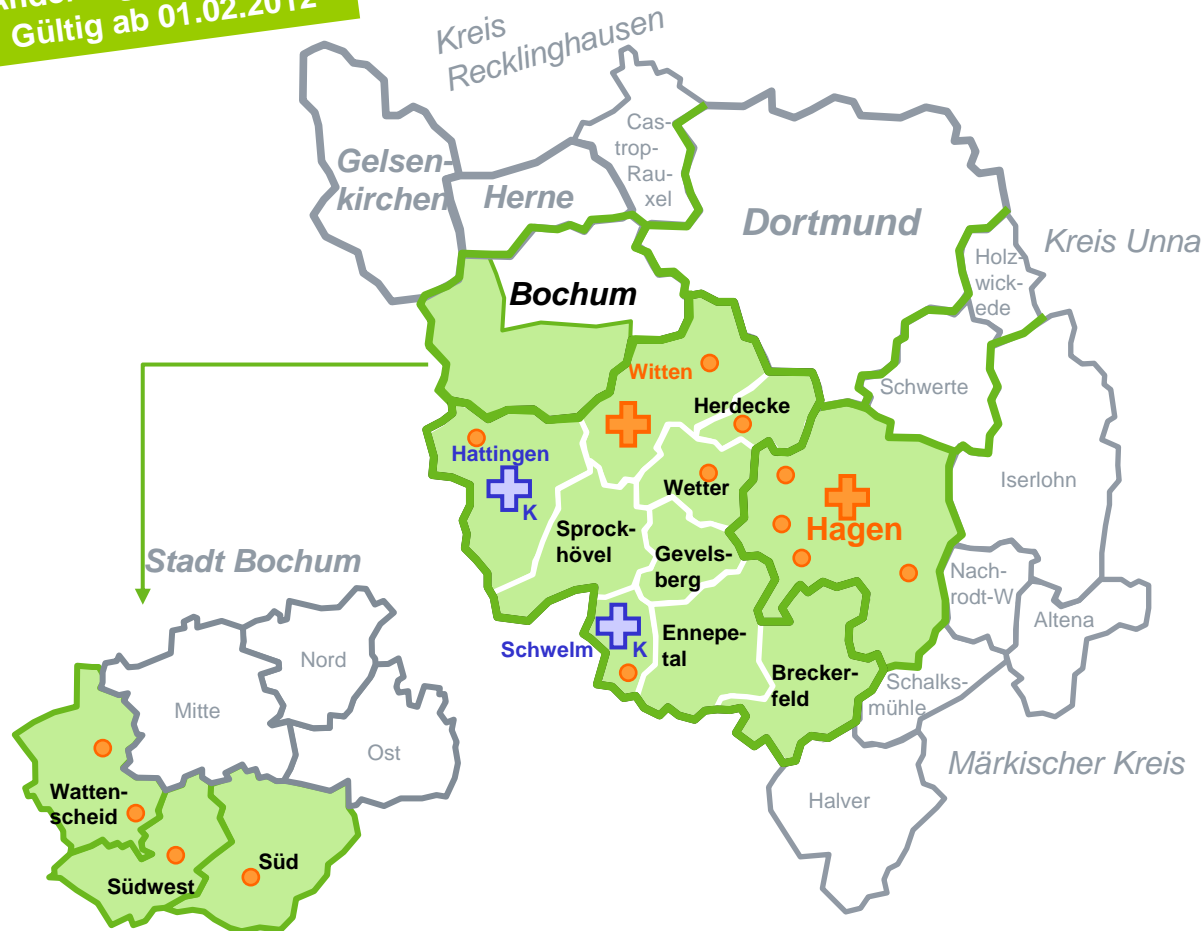 Gültig ab 01.02.2012
Kreis
Recklinghausen
Cas-
trop-
Rau-
xel
Gelsen-
kirchen
Herne
Dortmund
Kreis Unna
Holz-
wick-
ede
Bochum
Witten
Schwerte
Herdecke
Hattingen
K
Wetter
Iserlohn
Hagen
Sprock-
hövel
Gevels-
berg
Stadt Bochum
Nach-
rodt-W
Altena
Schwelm
K
Ennepe-
tal
Brecker-
feld
Schalks-
mühle
Nord
Mitte
Ost
Märkischer Kreis
Halver
Watten-
scheid
Süd
Südwest